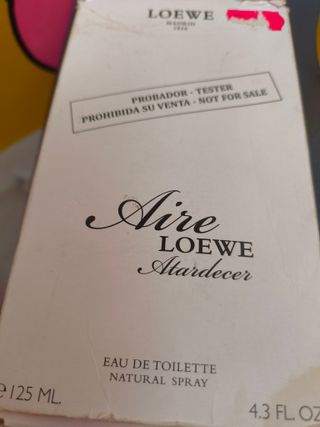 LOEWE
MADRID
1846
PROBADOR - TESTER
PROHIBIDA SU VENTA - NOT FOR SALE
Aire
LOEWE
Atardecer
EAU DE TOILETTE
NATURAL SPRAY
e 125 ML.
4.3 FL. OZ